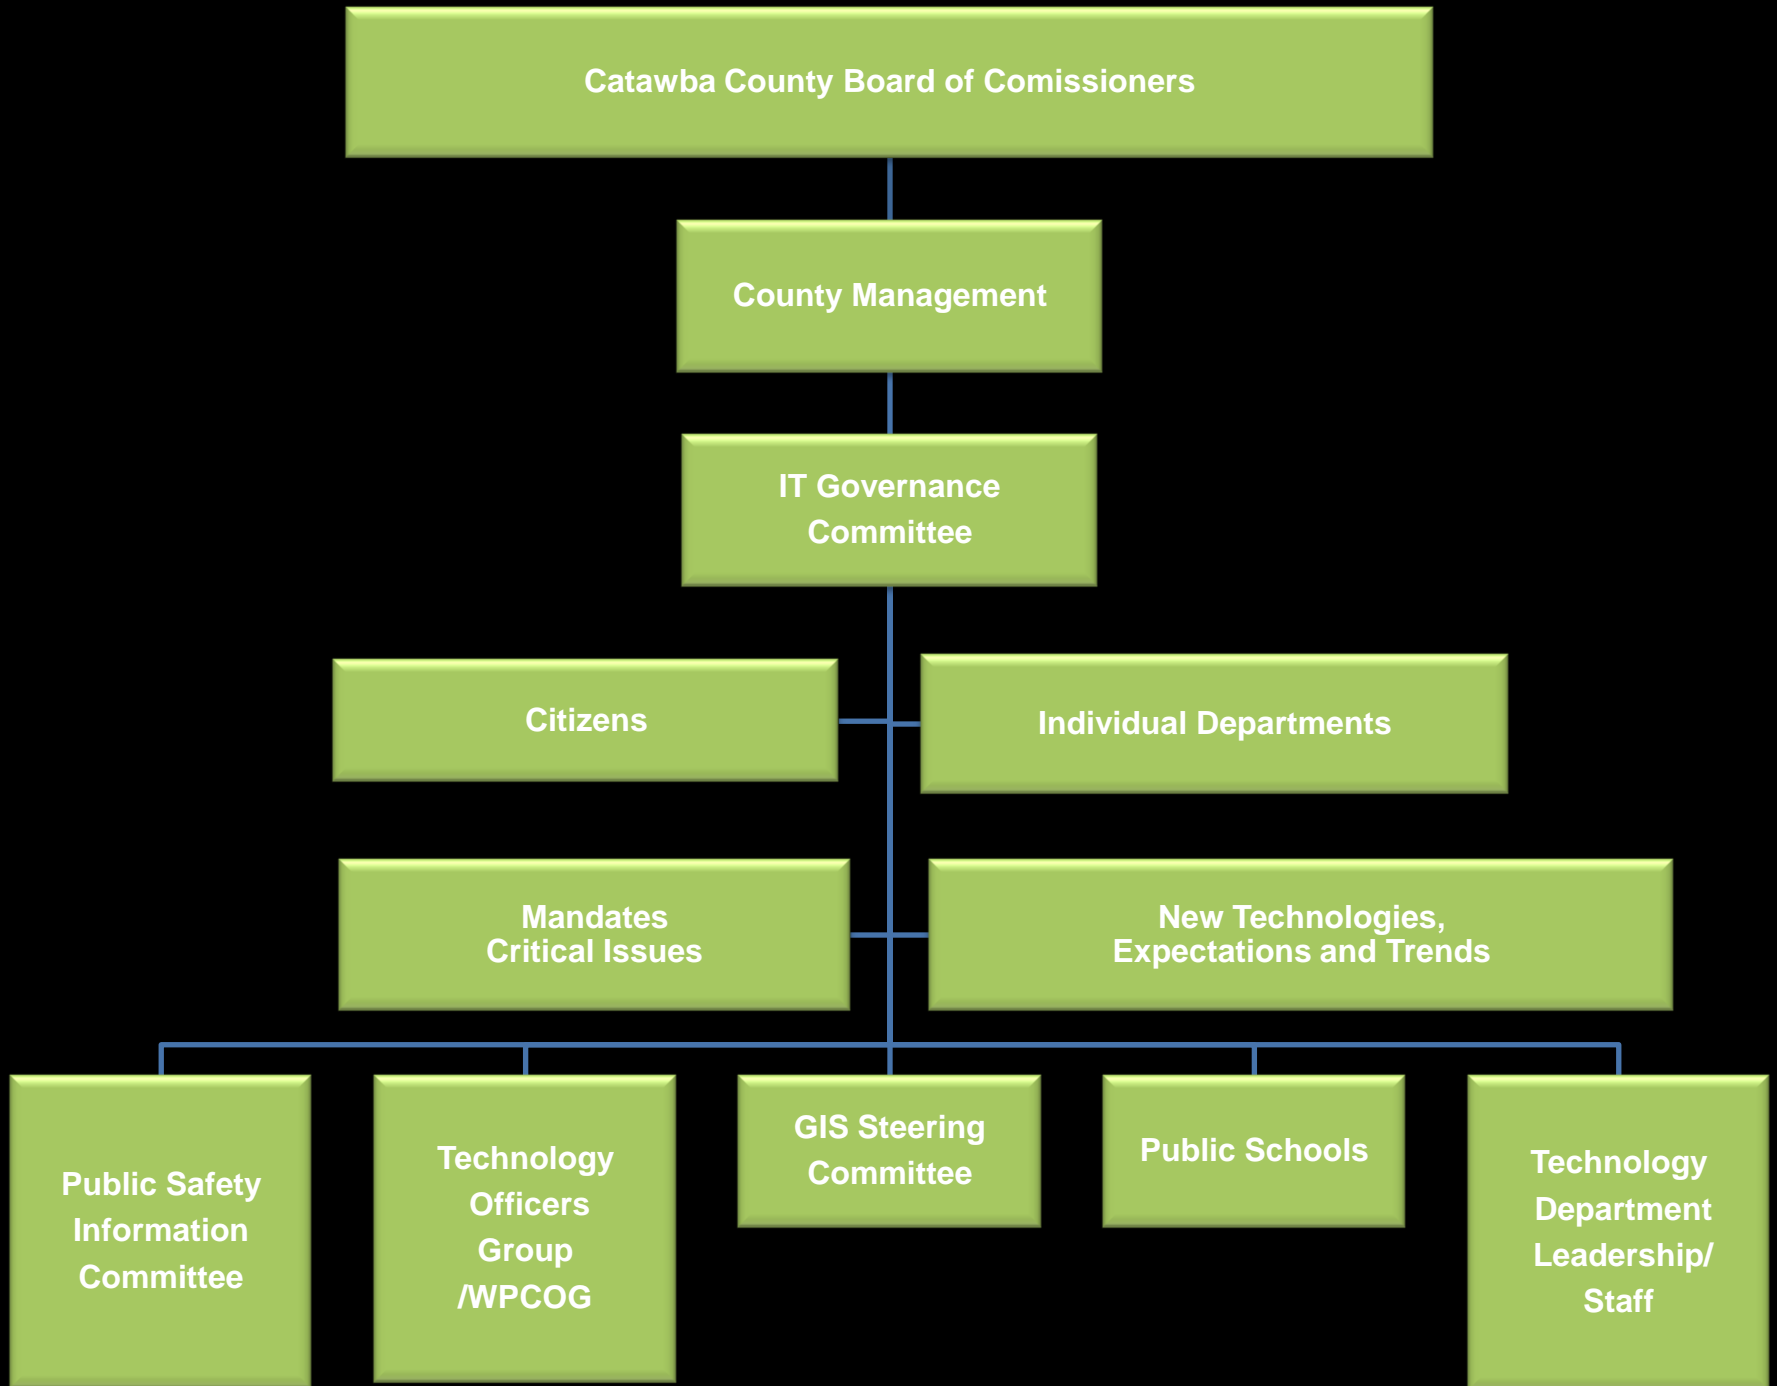 Catawba County Board of Comissioners
County Management
IT Governance
Committee
Citizens
Individual Departments
Mandates
Critical Issues
New Technologies,
Expectations and Trends
Public Safety
Information
Committee
Technology
Officers
Group
/WPCOG
GIS Steering
Committee
Public Schools
Technology
Department
Leadership/
Staff